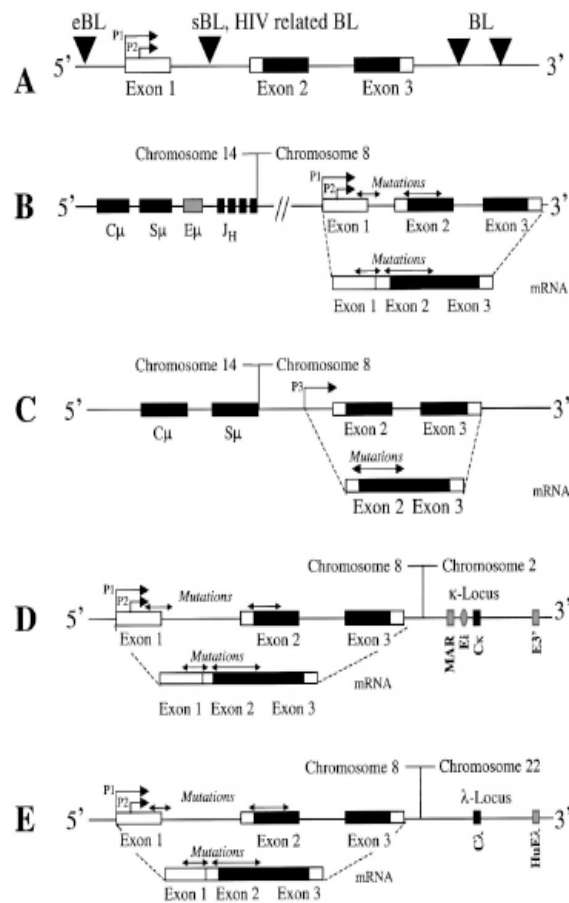 eBL sBL, HIV related BL BL
P1
P2
5' 3'
A Exon 1 Exon 2 Exon 3
Chromosome 14 Chromosome 8
P1
P2 Mutations
B 5' // 3'
Cμ Sμ Eμ JH Exon 1 Exon 2 Exon 3
Mutations
mRNA
Exon 1 Exon 2 Exon 3
Chromosome 14 Chromosome 8
P3
C 5' 3'
Cμ Sμ Exon 2 Exon 3
Mutations
mRNA
Exon 2 Exon 3
Chromosome 8 Chromosome 2
P1
P2 Mutations κ-Locus
D 5' 3'
Exon 1 Exon 2 Exon 3 MAR Ei Cκ E3'
Mutations
mRNA
Exon 1 Exon 2 Exon 3
Chromosome 8 Chromosome 22
P1
P2 Mutations λ-Locus
E 5' 3'
Exon 1 Exon 2 Exon 3 Cλ HuEλ
Mutations
mRNA
Exon 1 Exon 2 Exon 3